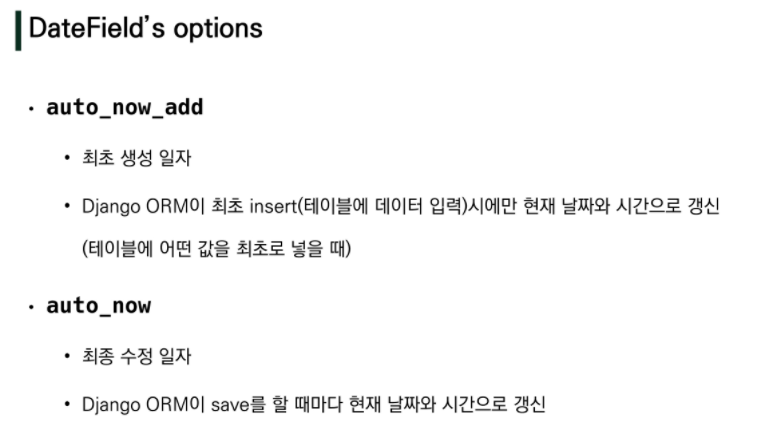 DateField’s options
• auto_now_add
• 최초 생성 일자
• Django ORM이 최초 insert(테이블에 데이터 입력)시에만 현재 날짜와 시간으로 갱신
(테이블에 어떤 값을 최초로 넣을 때)
• auto_now
• 최종 수정 일자
• Django ORM이 save를 할 때마다 현재 날짜와 시간으로 갱신